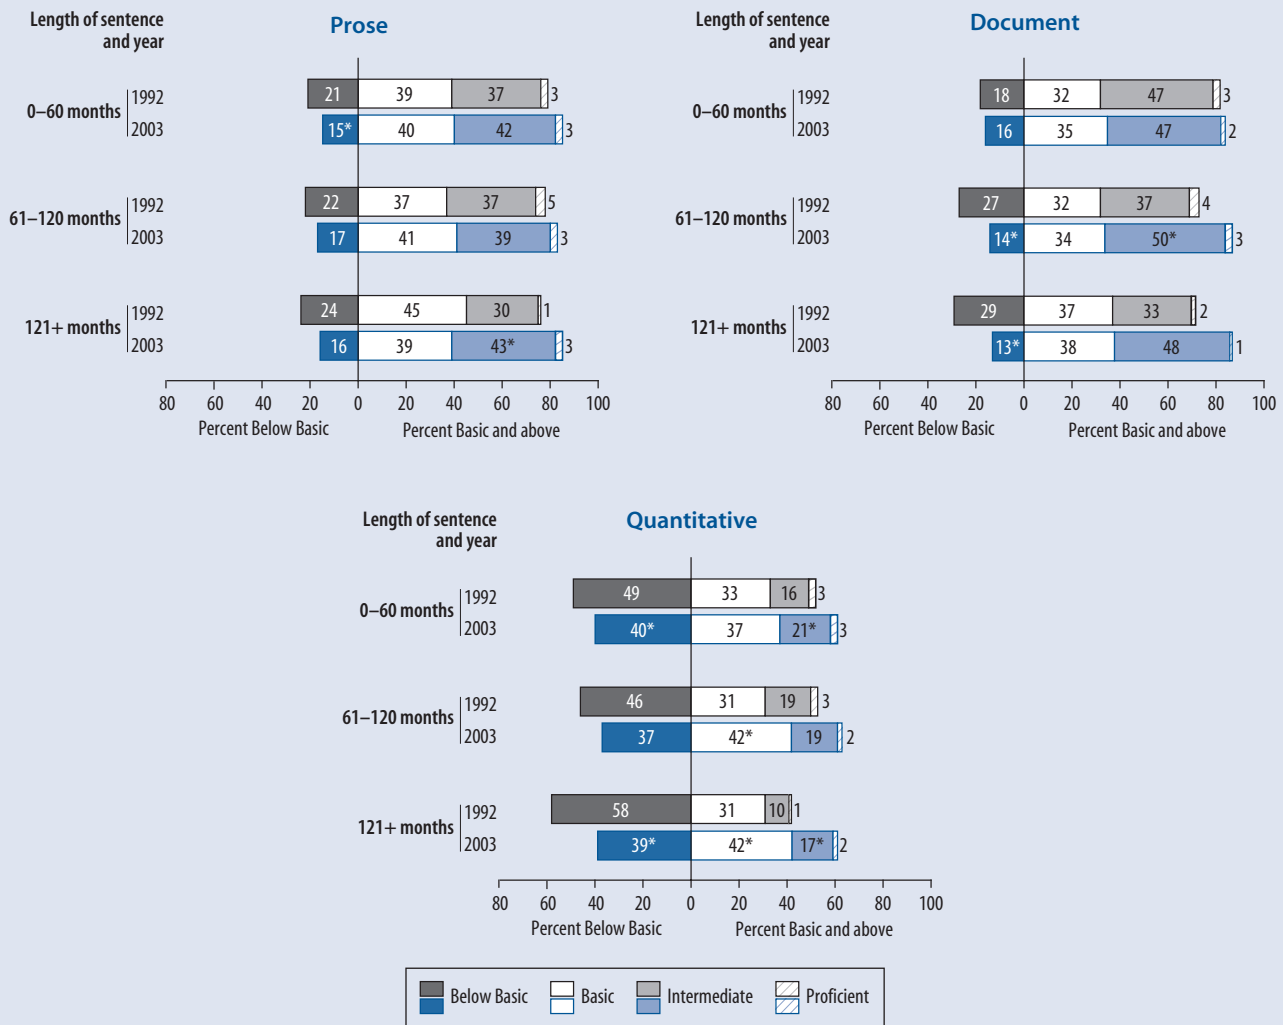 Length of sentence
and year
Prose
0–60 months
1992
21
39
37
3
2003
15*
40
42
3
61–120 months
1992
22
37
37
5
2003
17
41
39
3
121+ months
1992
24
45
30
1
2003
16
39
43*
3
80 60 40 20 0 20 40 60 80 100
Percent Below Basic
Percent Basic and above
Length of sentence
and year
Document
0–60 months
1992
18
32
47
3
2003
16
35
47
2
61–120 months
1992
27
32
37
4
2003
14*
34
50*
3
121+ months
1992
29
37
33
2
2003
13*
38
48
1
80 60 40 20 0 20 40 60 80 100
Percent Below Basic
Percent Basic and above
Length of sentence
and year
Quantitative
0–60 months
1992
49
33
16
3
2003
40*
37
21*
3
61–120 months
1992
46
31
19
3
2003
37
42*
19
2
121+ months
1992
58
31
10
1
2003
39*
42*
17*
2
80 60 40 20 0 20 40 60 80 100
Percent Below Basic
Percent Basic and above
Below Basic
Basic
Intermediate
Proficient